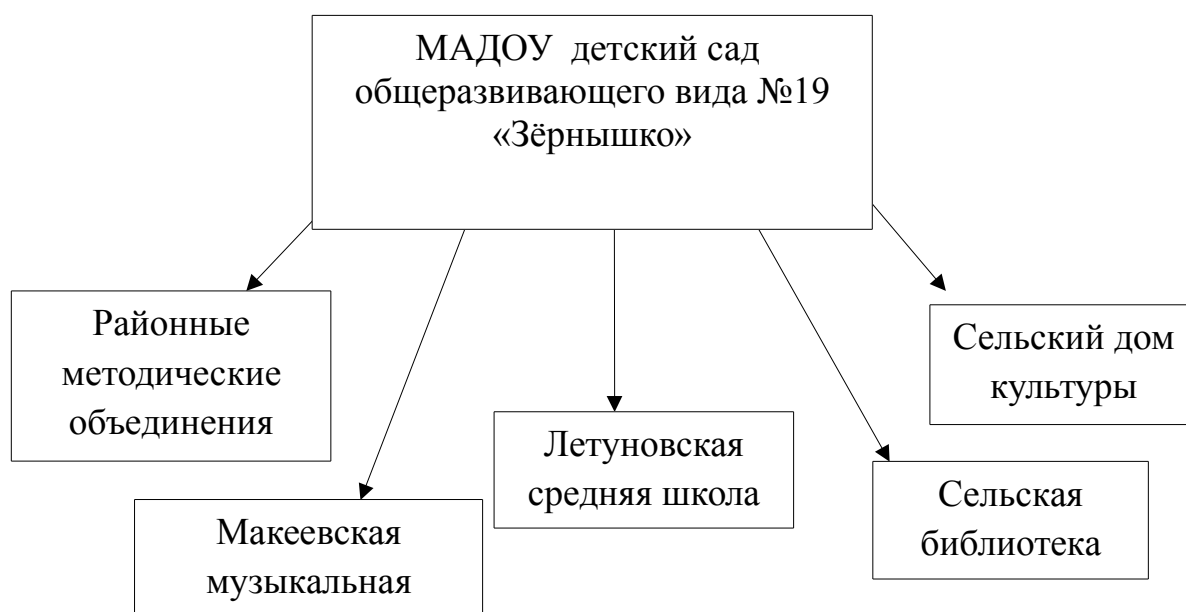 МАДОУ детский сад
общеразвивающего вида №19
«Зёрнышко»
Районные
методические
объединения
Сельский дом
культуры
Летуновская
средняя школа
Сельская
библиотека
Макеевская
музыкальная